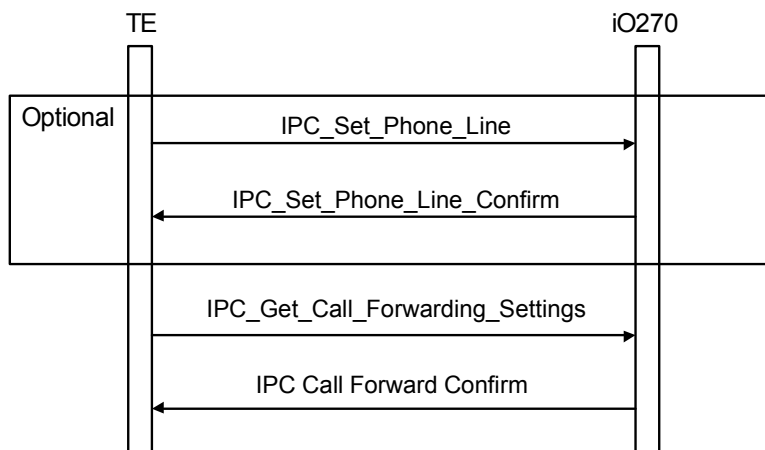 TE
iO270
Optional
IPC_Set_Phone_Line
IPC_Set_Phone_Line_Confirm
IPC_Get_Call_Forwarding_Settings
IPC Call Forward Confirm